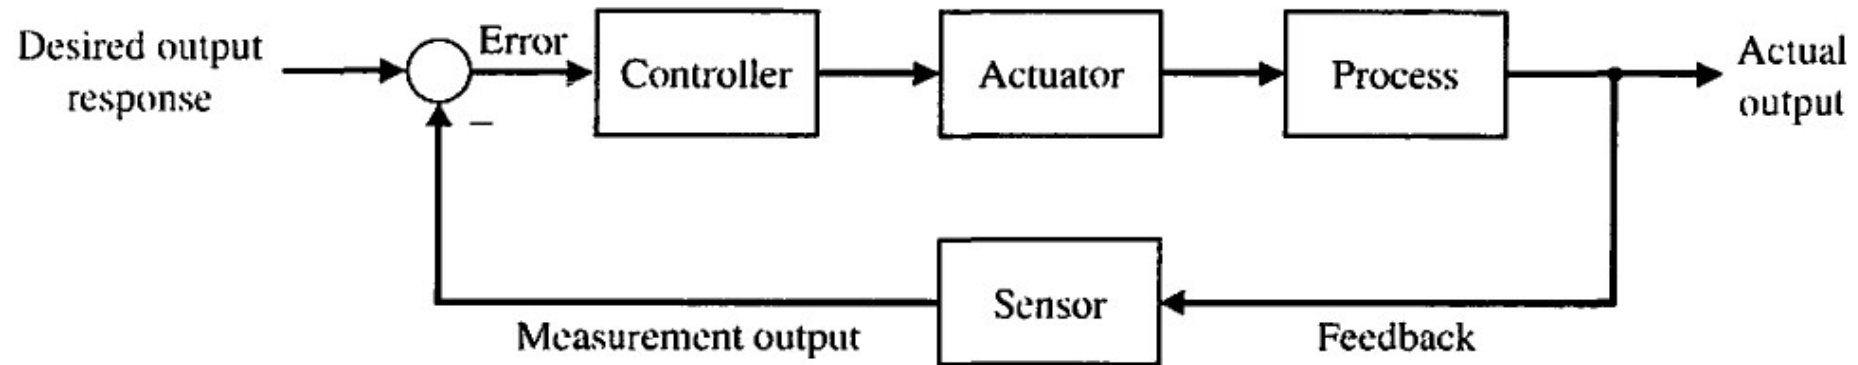 Desired output
response
Error
Controller
Actuator
Process
Actual
output
–
Sensor
Measurement output
Feedback